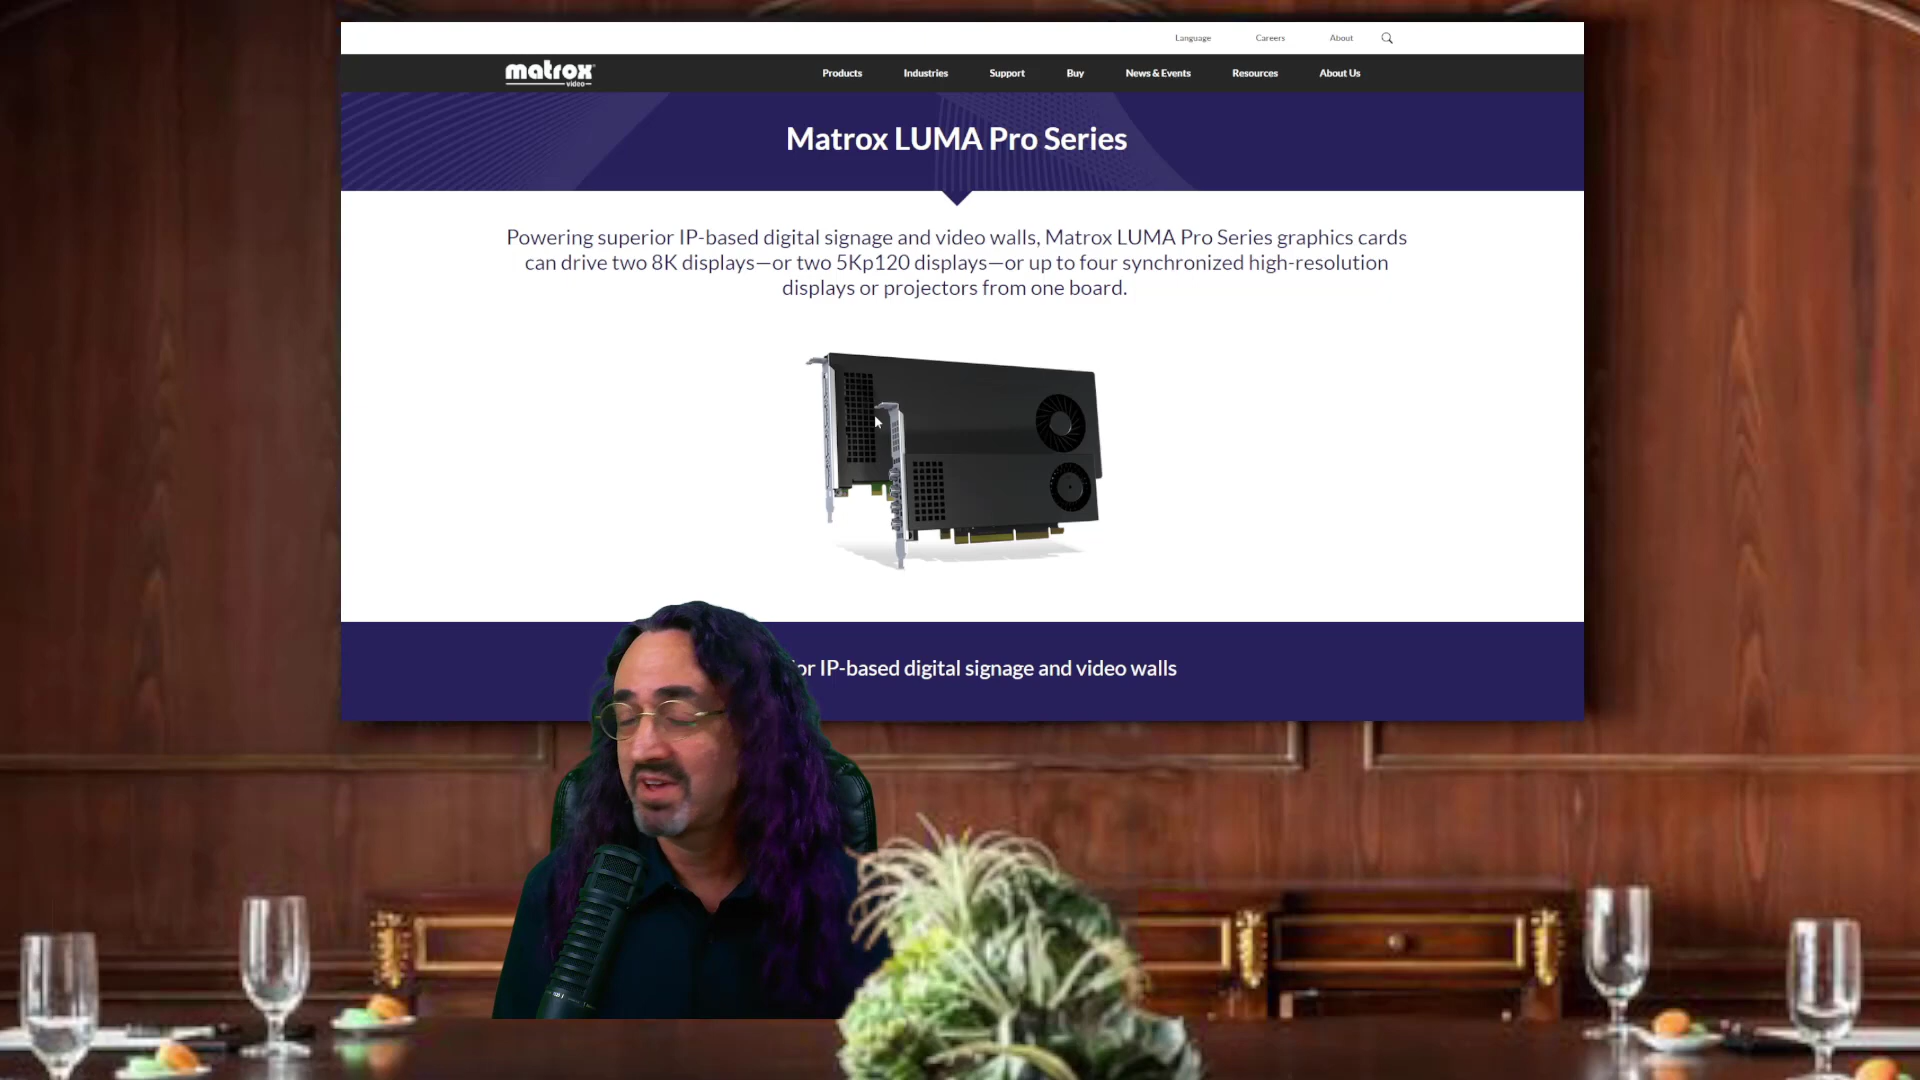 Language Careers About
matrox
video
Products Industries Support Buy News & Events Resources About Us
Matrox LUMA Pro Series
Powering superior IP-based digital signage and video walls, Matrox LUMA Pro Series graphics cards
can drive two 8K displays—or two 5Kp120 displays—or up to four synchronized high-resolution
displays or projectors from one board.
or IP-based digital signage and video walls